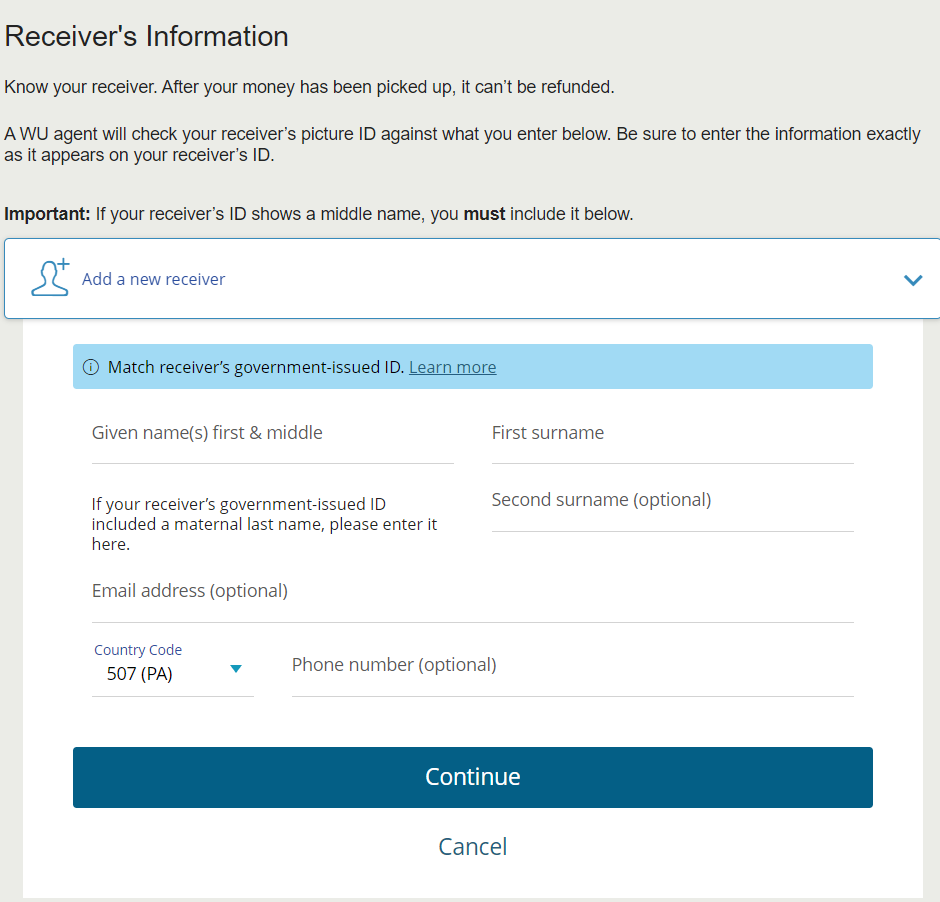 Receiver's Information
Know your receiver. After your money has been picked up, it can't be refunded.
A WU agent will check your receiver's picture ID against what you enter below. Be sure to enter the information exactly
as it appears on your receiver's ID.
Important: If your receiver's ID shows a middle name, you must include it below.
Add a new receiver
Match receiver's government-issued ID. Learn more
Given name(s) first & middle
First surname
If your receiver's government-issued ID
included a maternal last name, please enter it
here.
Second surname (optional)
Email address (optional)
Country Code
507 (PA)
Phone number (optional)
Continue
Cancel